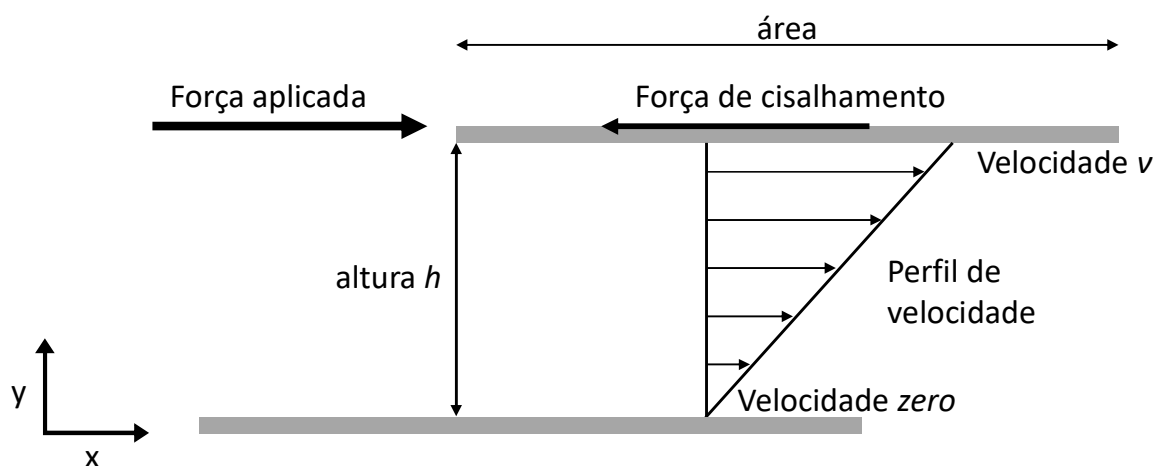 área
Força aplicada
Força de cisalhamento
Velocidade v
altura h
Perfil de
velocidade
y
Velocidade zero
x